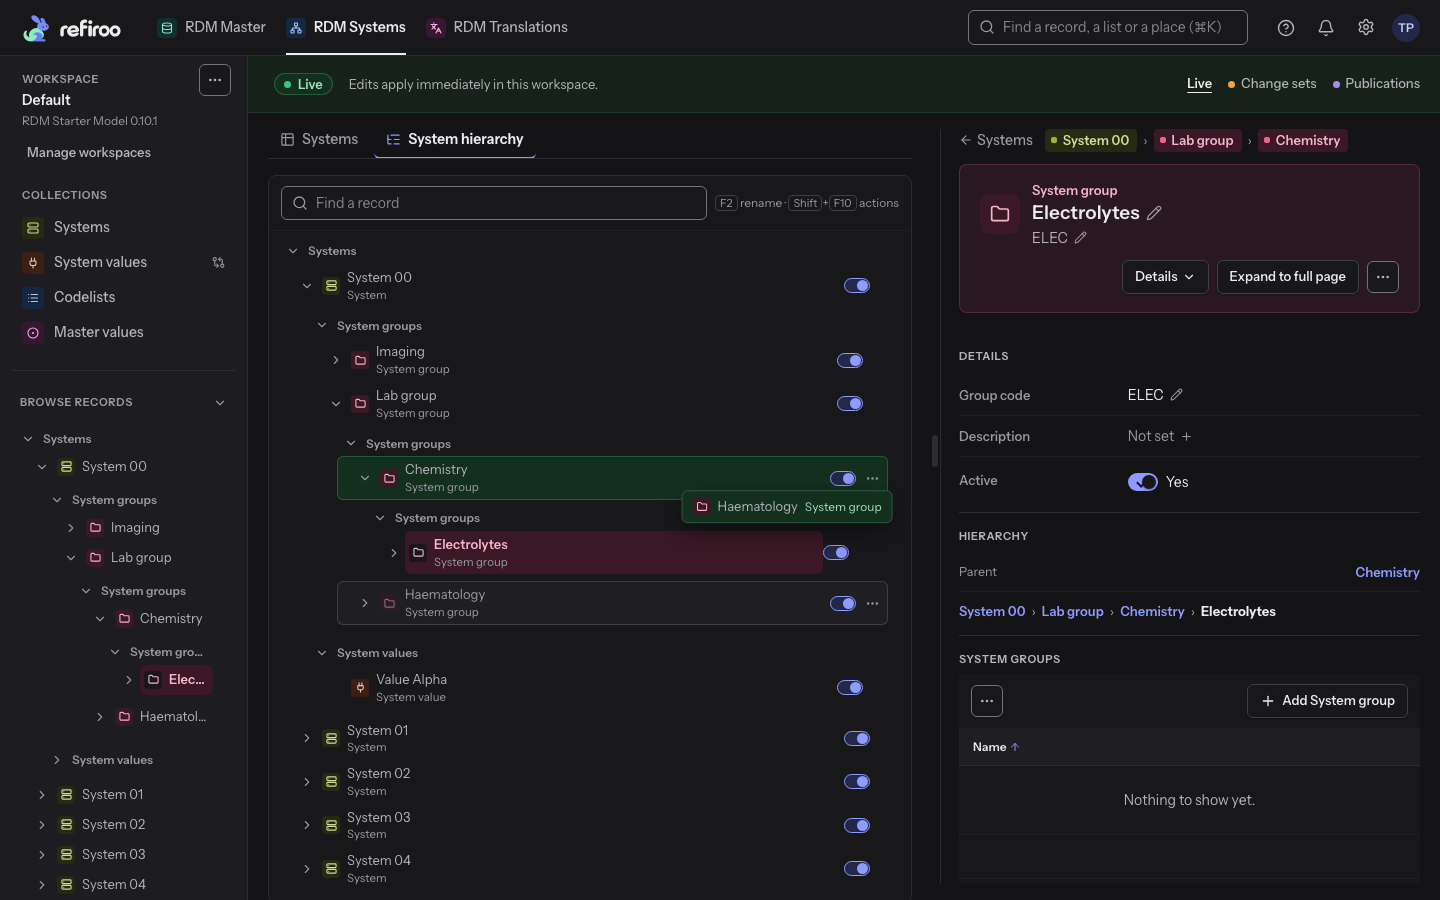 refiroo
RDM Master
RDM Systems
RDM Translations
Find a record, a list or a place (⌘K)
TP
WORKSPACE
Default
RDM Starter Model 0.10.1
Manage workspaces
COLLECTIONS
Systems
System values
Codelists
Master values
BROWSE RECORDS
Systems
System 00
System groups
Imaging
Lab group
System groups
Chemistry
System gro...
Elec...
Haematol...
System values
System 01
System 02
System 03
System 04
Live
Edits apply immediately in this workspace.
Live
Change sets
Publications
Systems
System hierarchy
Find a record
F2 rename · Shift + F10 actions
Systems
System 00
System
System groups
Imaging
System group
Lab group
System group
System groups
Chemistry
System group
Haematology System group
System groups
Electrolytes
System group
Haematology
System group
System values
Value Alpha
System value
System 01
System
System 02
System
System 03
System
System 04
System
← Systems
System 00 › Lab group › Chemistry
System group
Electrolytes
ELEC
Details
Expand to full page
DETAILS
Group code
ELEC
Description
Not set +
Active
Yes
HIERARCHY
Parent
Chemistry
System 00 › Lab group › Chemistry › Electrolytes
SYSTEM GROUPS
+ Add System group
Name ↑
Nothing to show yet.